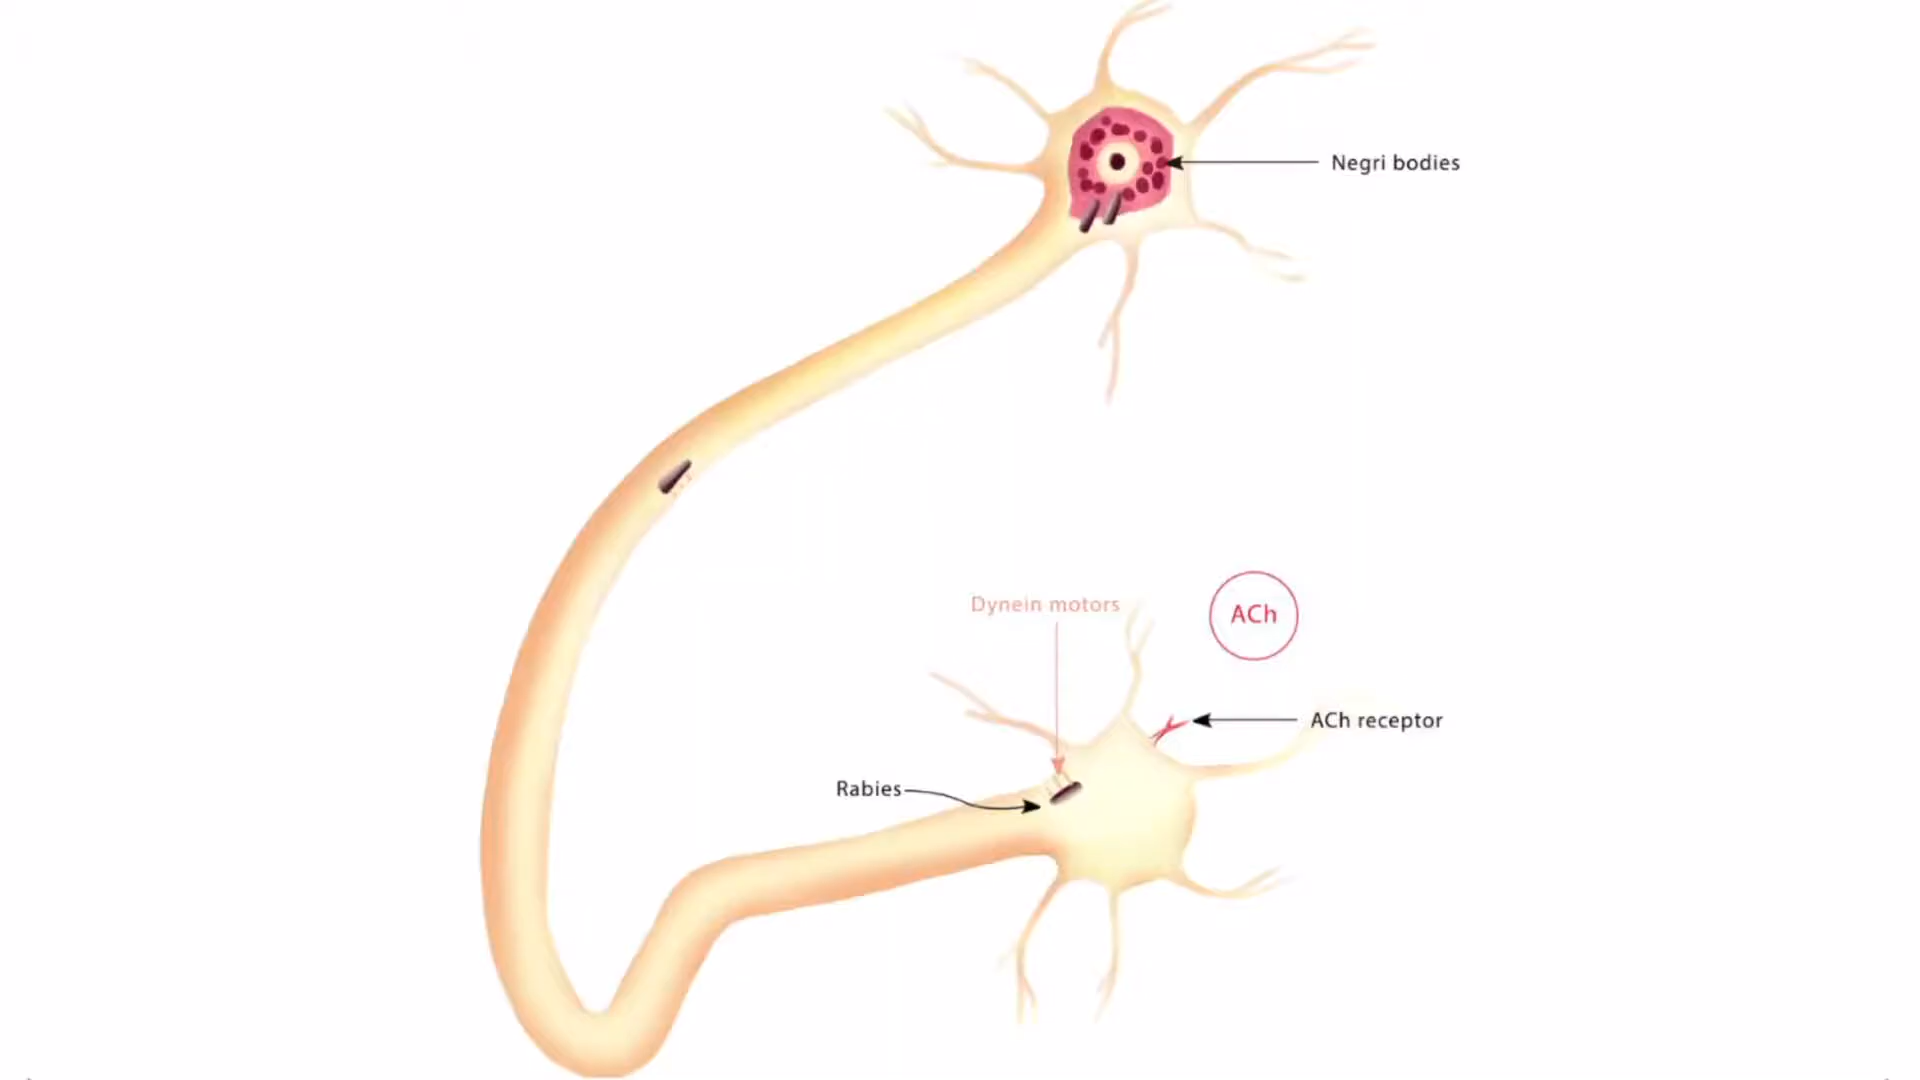 Negri bodies
Dynein motors
ACh
ACh receptor
Rabies